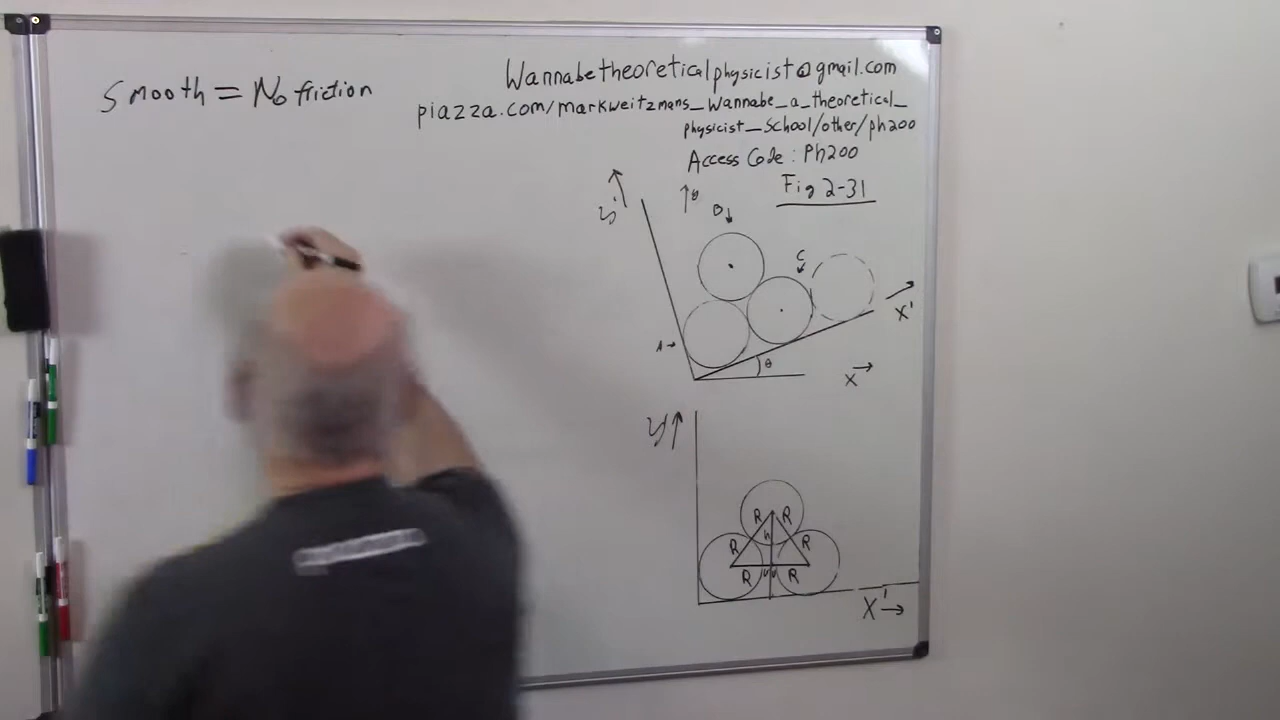 Smooth = No friction
Wannabetheoreticalphysicist@gmail.com
piazza.com/markweitzmans_wannabe_a_theoretical_
physicist_school/other/ph200
Access Code : Ph200
Fig 2-31
y'
B
C
A
θ
x'
x
y'
R R
h
R R
R R
x'